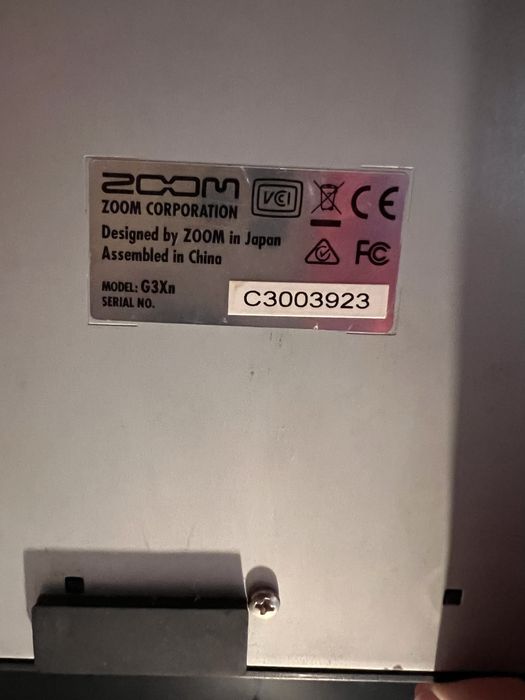 ZOOM
ZOOM CORPORATION
VCI
CE
Designed by ZOOM in Japan
Assembled in China
FC
MODEL: G3Xn
SERIAL NO.
C3003923